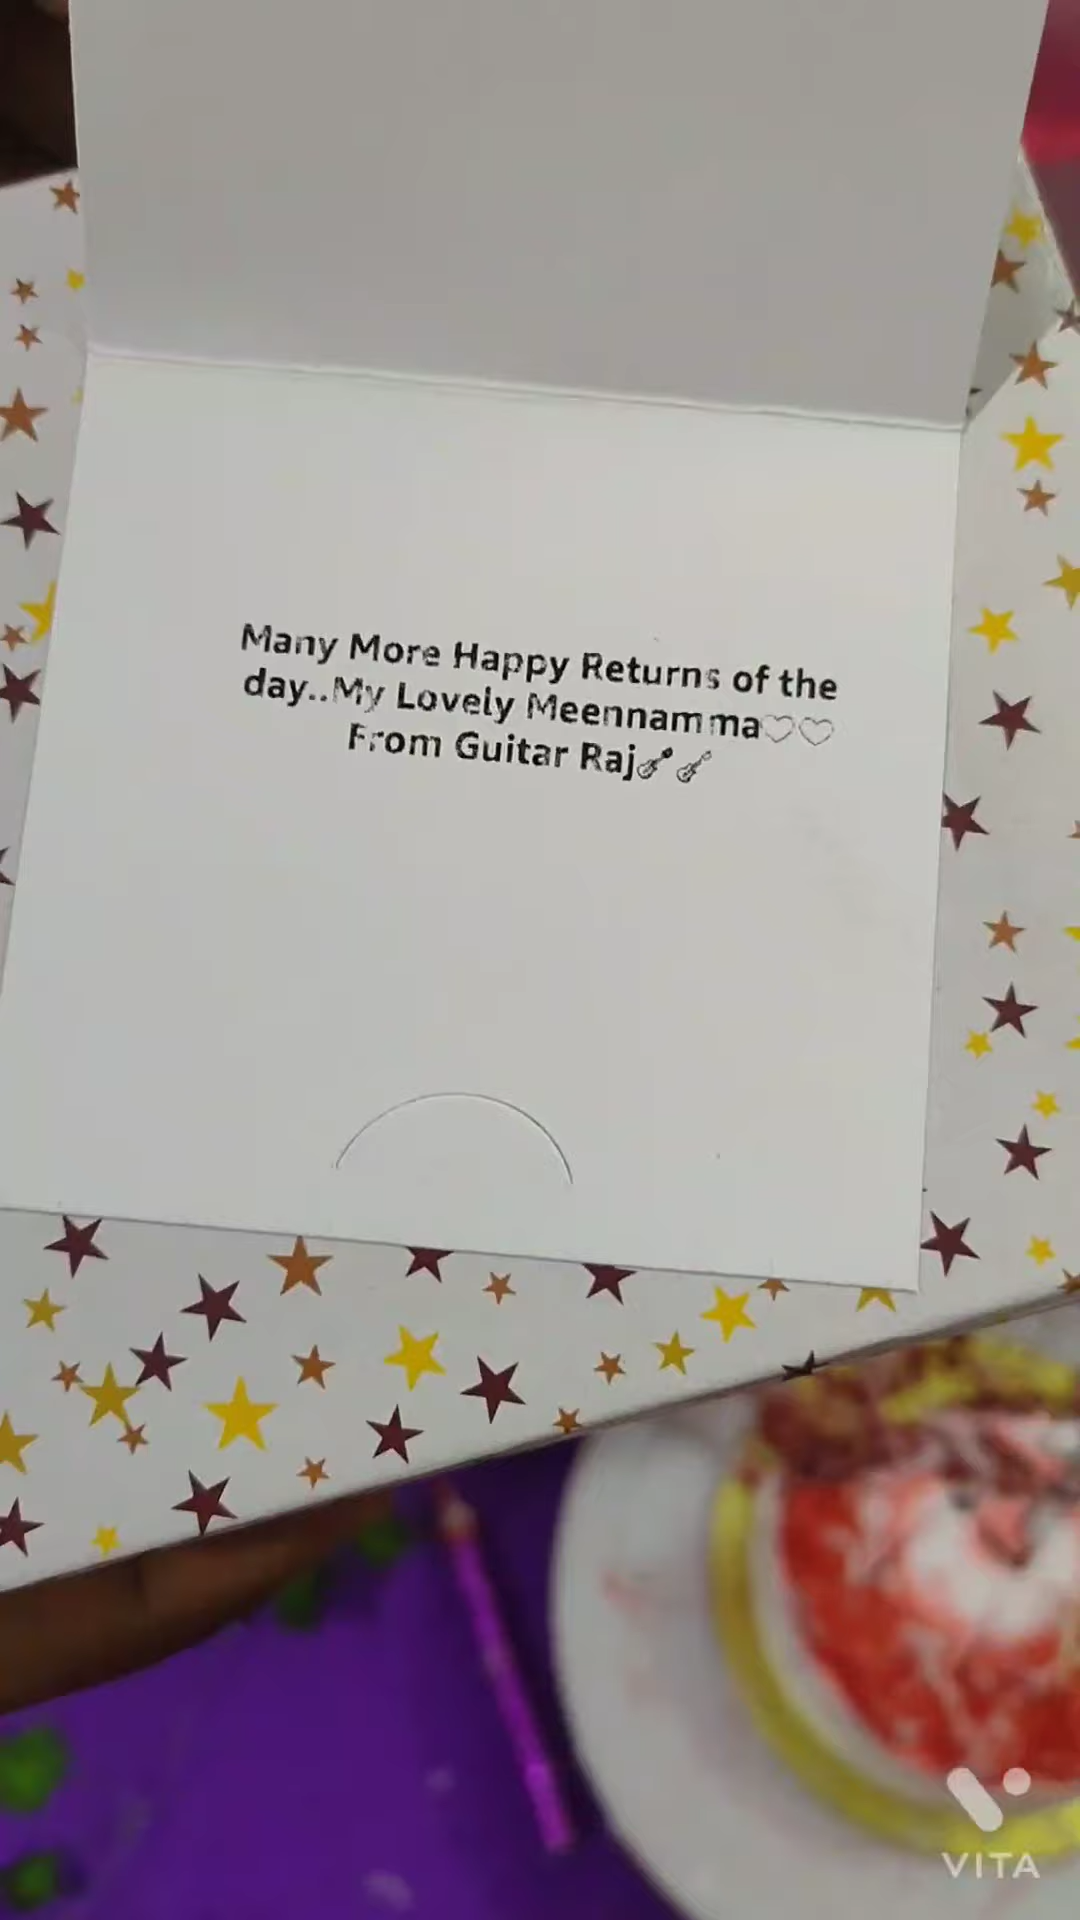 Many More Happy Returns of the
day..My Lovely Meennamma♡♡
From Guitar Raj🎸🎸
VITA